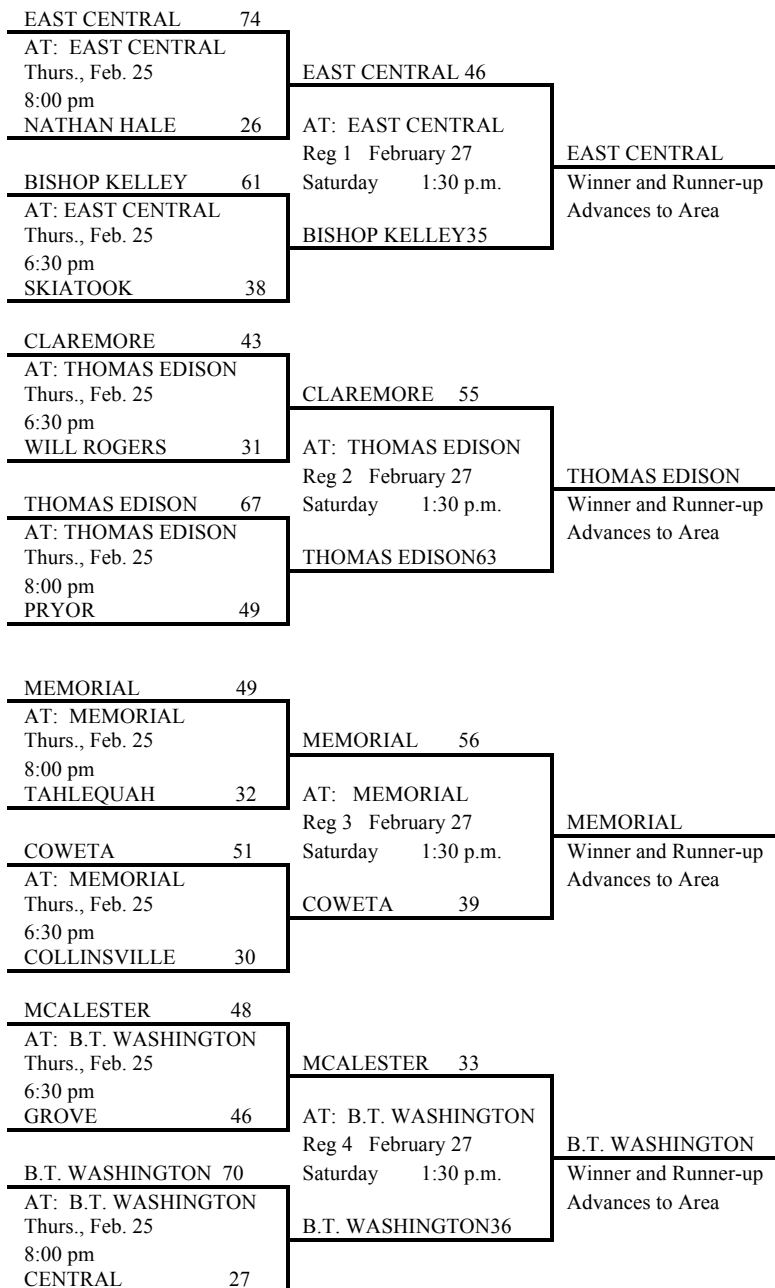 EAST CENTRAL 74
AT: EAST CENTRAL
Thurs., Feb. 25
EAST CENTRAL 46
8:00 pm
NATHAN HALE 26
AT: EAST CENTRAL
Reg 1 February 27
EAST CENTRAL
BISHOP KELLEY 61
Saturday 1:30 p.m.
Winner and Runner-up
AT: EAST CENTRAL
Advances to Area
Thurs., Feb. 25
BISHOP KELLEY35
6:30 pm
SKIATOOK 38
CLAREMORE 43
AT: THOMAS EDISON
Thurs., Feb. 25
CLAREMORE 55
6:30 pm
WILL ROGERS 31
AT: THOMAS EDISON
Reg 2 February 27
THOMAS EDISON
THOMAS EDISON 67
Saturday 1:30 p.m.
Winner and Runner-up
AT: THOMAS EDISON
Advances to Area
Thurs., Feb. 25
THOMAS EDISON63
8:00 pm
PRYOR 49
MEMORIAL 49
AT: MEMORIAL
Thurs., Feb. 25
MEMORIAL 56
8:00 pm
TAHLEQUAH 32
AT: MEMORIAL
Reg 3 February 27
MEMORIAL
COWETA 51
Saturday 1:30 p.m.
Winner and Runner-up
AT: MEMORIAL
Advances to Area
Thurs., Feb. 25
COWETA 39
6:30 pm
COLLINSVILLE 30
MCALESTER 48
AT: B.T. WASHINGTON
Thurs., Feb. 25
MCALESTER 33
6:30 pm
GROVE 46
AT: B.T. WASHINGTON
Reg 4 February 27
B.T. WASHINGTON
B.T. WASHINGTON 70
Saturday 1:30 p.m.
Winner and Runner-up
AT: B.T. WASHINGTON
Advances to Area
Thurs., Feb. 25
B.T. WASHINGTON36
8:00 pm
CENTRAL 27